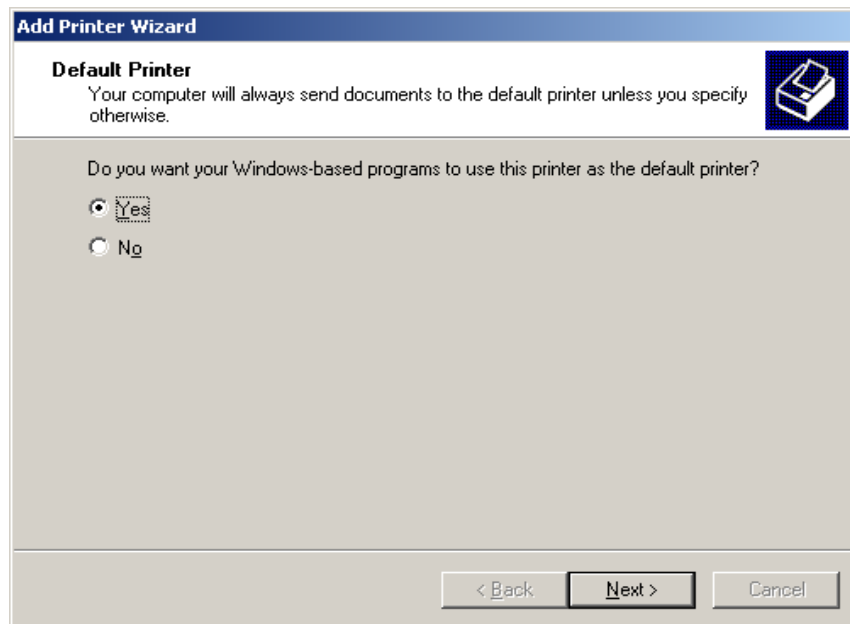 Add Printer Wizard
Default Printer
Your computer will always send documents to the default printer unless you specify
otherwise.
Do you want your Windows-based programs to use this printer as the default printer?
Yes
No
< Back
Next >
Cancel